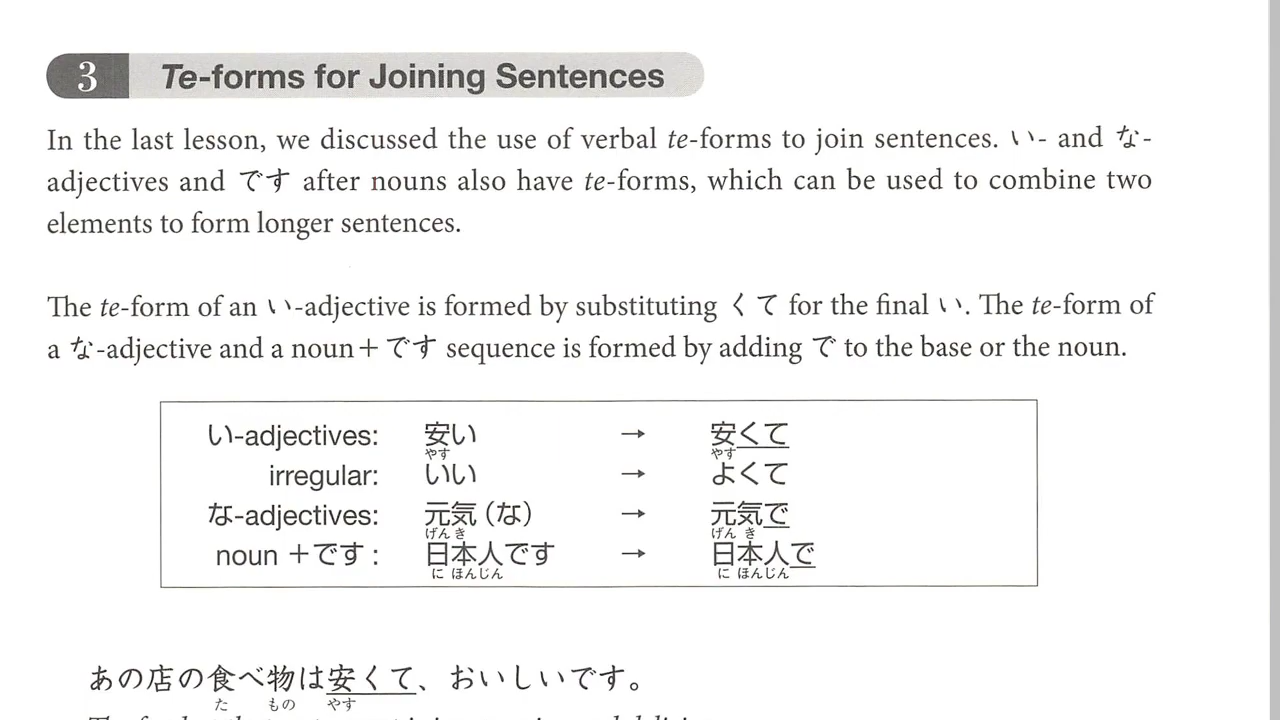 3 Te-forms for Joining Sentences
In the last lesson, we discussed the use of verbal te-forms to join sentences. い- and な-
adjectives and です after nouns also have te-forms, which can be used to combine two
elements to form longer sentences.
The te-form of an い-adjective is formed by substituting くて for the final い. The te-form of
a な-adjective and a noun+です sequence is formed by adding で to the base or the noun.
い-adjectives: 安い → 安くて
やす やす
irregular: いい → よくて
な-adjectives: 元気(な) → 元気で
げん き げん き
noun +です: 日本人です → 日本人で
に ほんじん に ほんじん
あの店の食べ物は安くて、おいしいです。
た もの やす